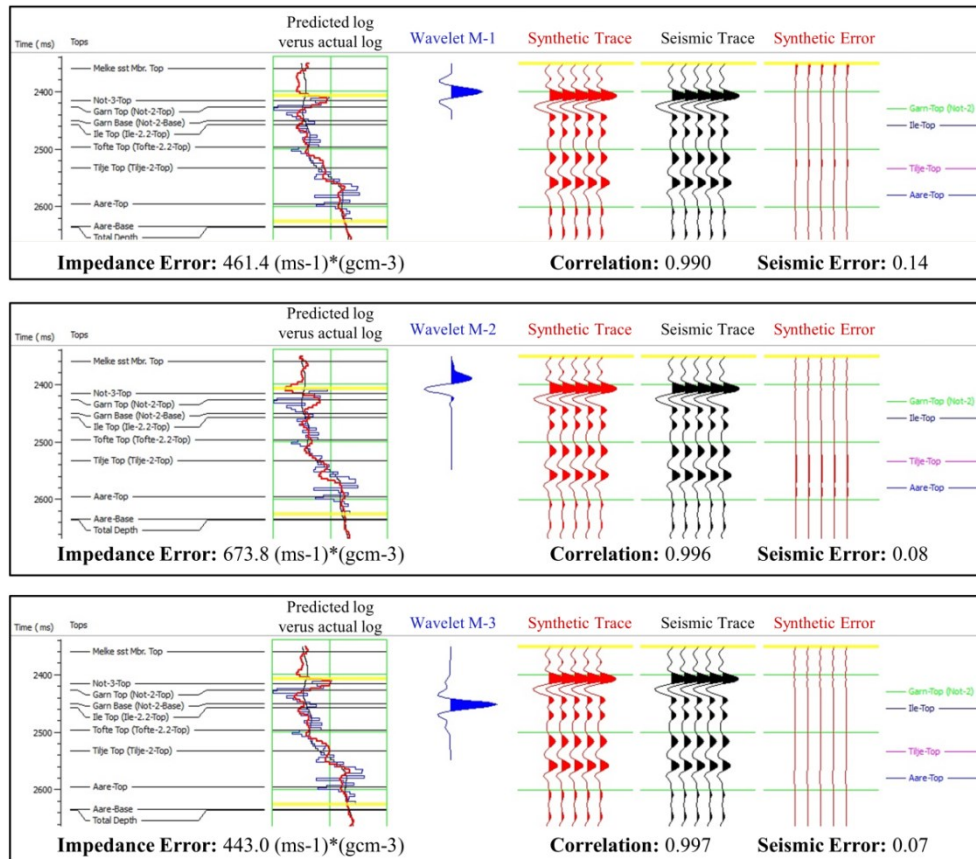 Predicted log
verus actual log
Wavelet M-1
Synthetic Trace
Seismic Trace
Synthetic Error
Time (ms)
Tops
Melke sst Mbr. Top
2400
Not-3-Top
Garn Top (Not-2-Top)
Garn Base (Not-2-Base)
Ile Top (Ile-2.2-Top)
Tofte Top (Tofte-2.2-Top)
2500
Tilje Top (Tilje-2-Top)
Aare-Top
2600
Aare-Base
Total Depth
Garn-Top (Not-2)
Ile-Top
Tilje-Top
Aare-Top
Impedance Error: 461.4 (ms-1)*(gcm-3)
Correlation: 0.990
Seismic Error: 0.14
Predicted log
verus actual log
Wavelet M-2
Synthetic Trace
Seismic Trace
Synthetic Error
Time (ms)
Tops
Melke sst Mbr. Top
2400
Not-3-Top
Garn Top (Not-2-Top)
Garn Base (Not-2-Base)
Ile Top (Ile-2.2-Top)
Tofte Top (Tofte-2.2-Top)
2500
Tilje Top (Tilje-2-Top)
Aare-Top
2600
Aare-Base
Total Depth
Garn-Top (Not-2)
Ile-Top
Tilje-Top
Aare-Top
Impedance Error: 673.8 (ms-1)*(gcm-3)
Correlation: 0.996
Seismic Error: 0.08
Predicted log
verus actual log
Wavelet M-3
Synthetic Trace
Seismic Trace
Synthetic Error
Time (ms)
Tops
Melke sst Mbr. Top
2400
Not-3-Top
Garn Top (Not-2-Top)
Garn Base (Not-2-Base)
Ile Top (Ile-2.2-Top)
Tofte Top (Tofte-2.2-Top)
2500
Tilje Top (Tilje-2-Top)
Aare-Top
2600
Aare-Base
Total Depth
Garn-Top (Not-2)
Ile-Top
Tilje-Top
Aare-Top
Impedance Error: 443.0 (ms-1)*(gcm-3)
Correlation: 0.997
Seismic Error: 0.07